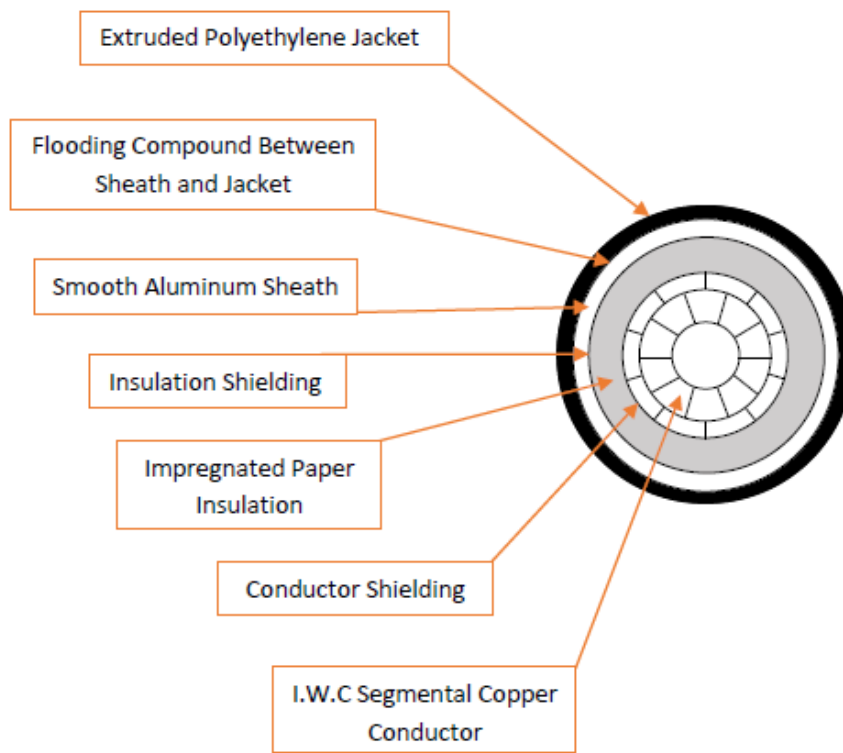 Extruded Polyethylene Jacket
Flooding Compound Between
Sheath and Jacket
Smooth Aluminum Sheath
Insulation Shielding
Impregnated Paper
Insulation
Conductor Shielding
I.W.C Segmental Copper
Conductor